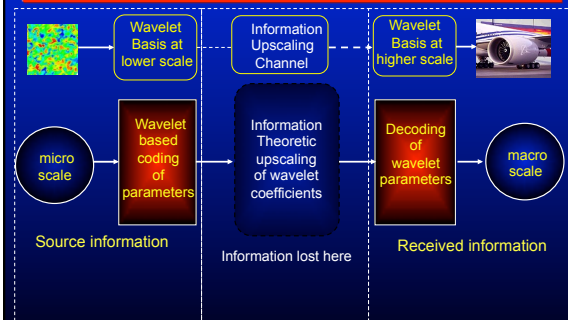 Wavelet
Basis at
lower scale
Information
Upscaling
Channel
Wavelet
Basis at
higher scale
micro
scale
Wavelet
based
coding
of
parameters
Information
Theoretic
upscaling
of wavelet
coefficients
Decoding
of
wavelet
parameters
macro
scale
Source information
Information lost here
Received information